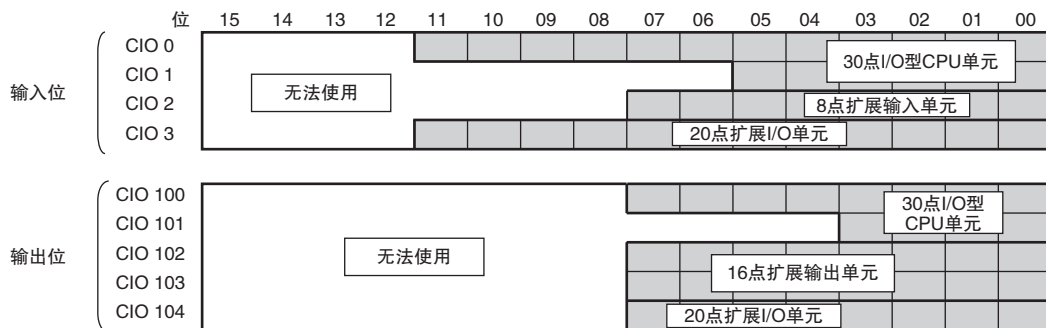 位 15 14 13 12 11 10 09 08 07 06 05 04 03 02 01 00
输入位
CIO 0
CIO 1
CIO 2
CIO 3
无法使用
30点I/O型CPU单元
8点扩展输入单元
20点扩展I/O单元
输出位
CIO 100
CIO 101
CIO 102
CIO 103
CIO 104
无法使用
30点I/O型
CPU单元
16点扩展输出单元
20点扩展I/O单元